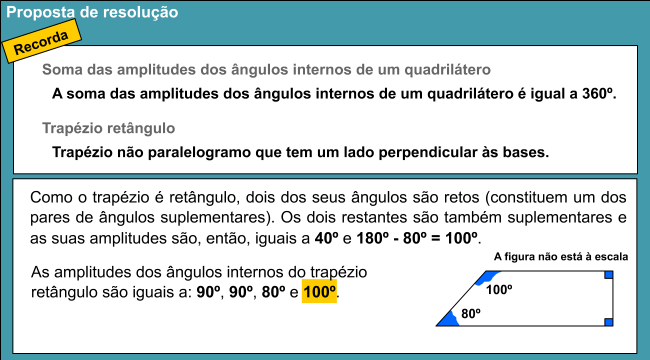 Proposta de resolução
Recorda
Soma das amplitudes dos ângulos internos de um quadrilátero
A soma das amplitudes dos ângulos internos de um quadrilátero é igual a 360º.
Trapézio retângulo
Trapézio não paralelogramo que tem um lado perpendicular às bases.
Como o trapézio é retângulo, dois dos seus ângulos são retos (constituem um dos
pares de ângulos suplementares). Os dois restantes são também suplementares e
as suas amplitudes são, então, iguais a 40º e 180º - 80º = 100º.
A figura não está à escala
As amplitudes dos ângulos internos do trapézio
retângulo são iguais a: 90º, 90º, 80º e 100º.
100º
80º